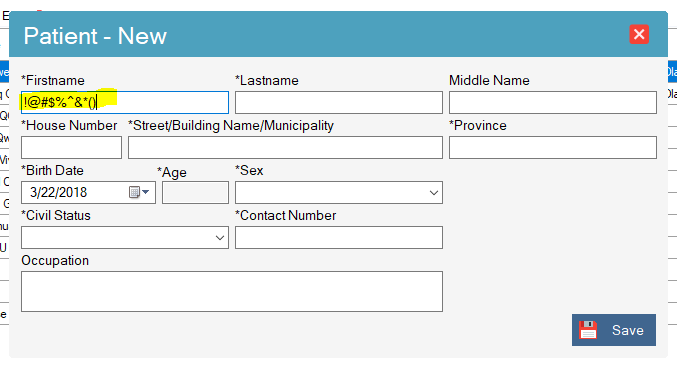 Patient - New
*Firstname *Lastname Middle Name
!@#$%^&*()
*House Number *Street/Building Name/Municipality *Province
*Birth Date *Age *Sex
3/22/2018
*Civil Status *Contact Number
Occupation
Save